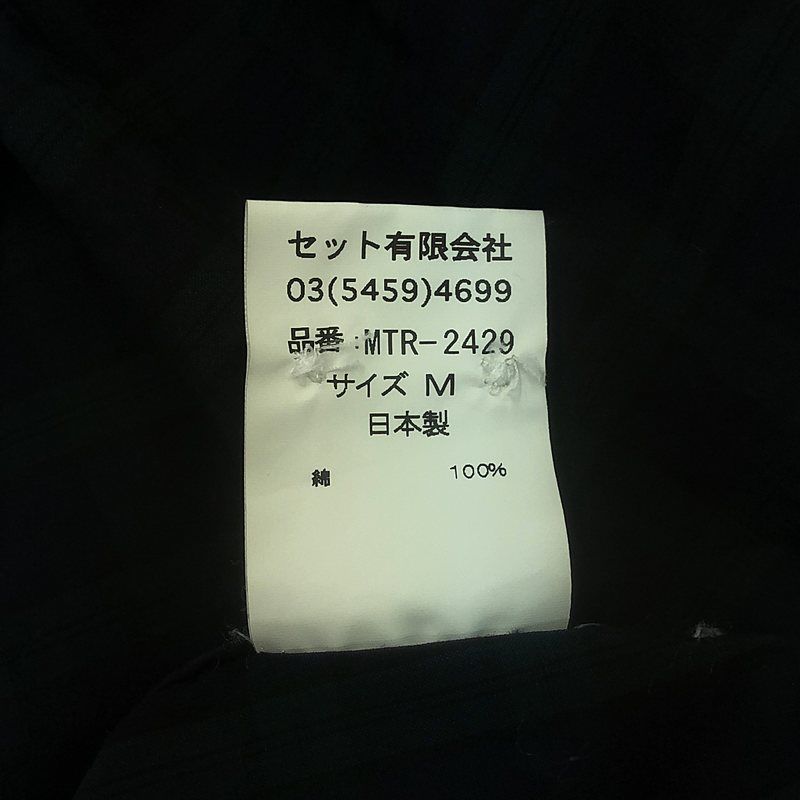 セット有限会社
03(5459)4699
品番:MTR-2429
サイズ M
日本製
綿 100%